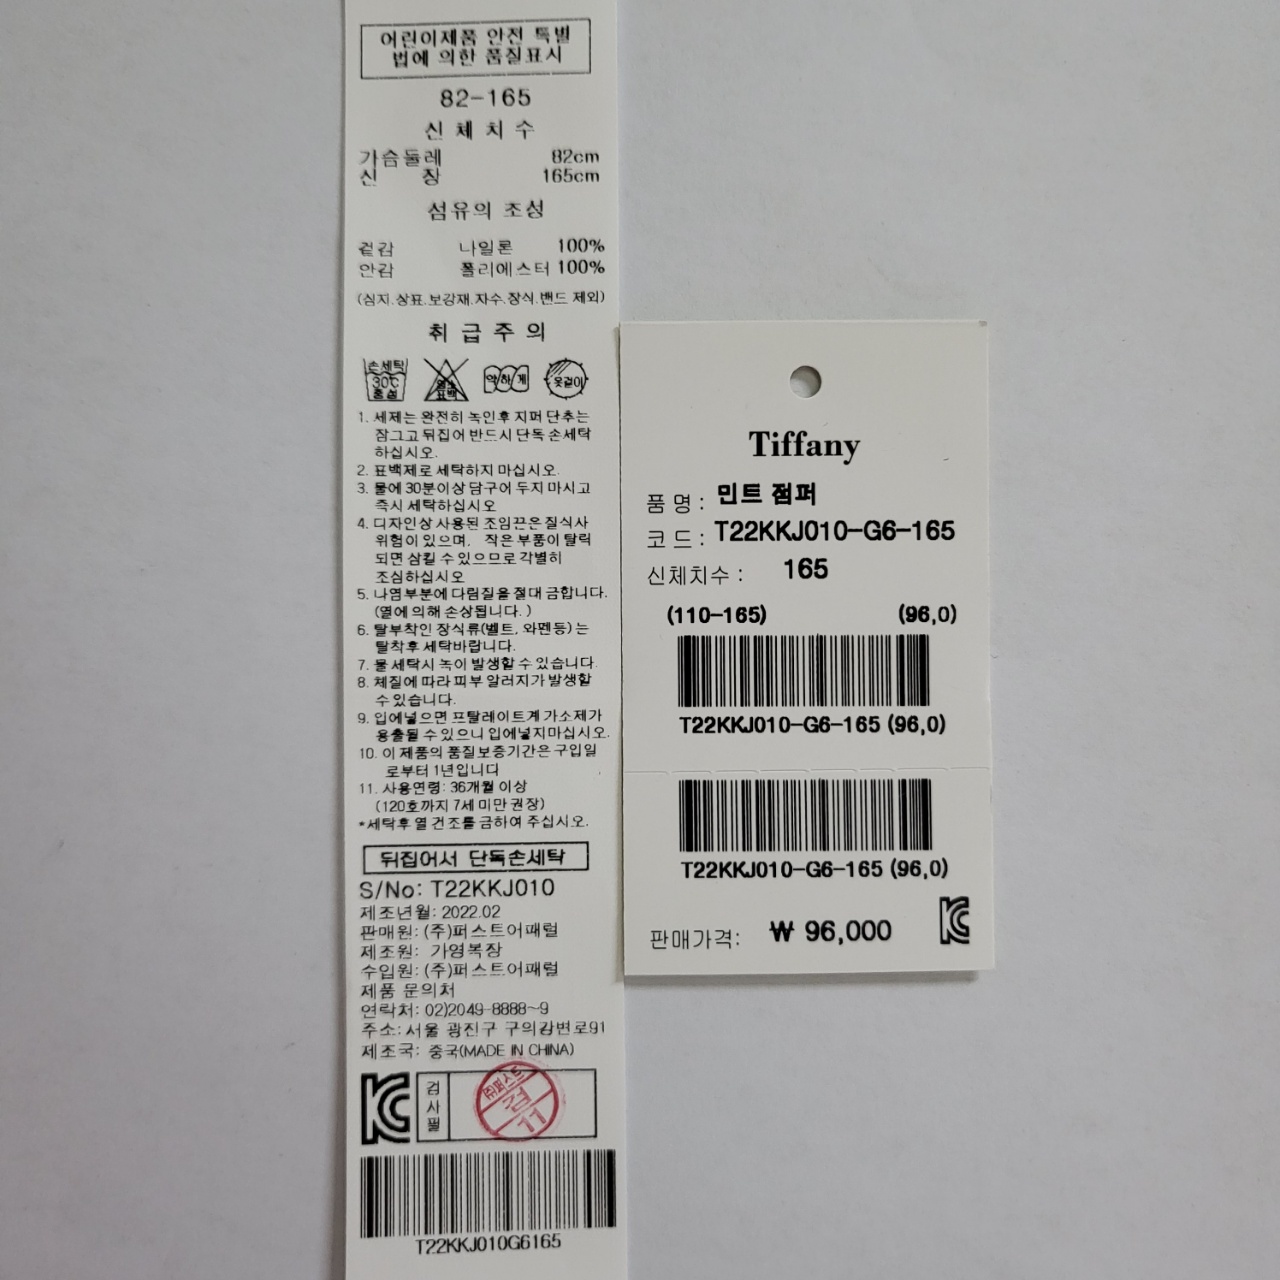 어린이제품 안전 특별
법에 의한 품질표시
82-165
신 체 치 수
가슴둘레 82cm
신 장 165cm
섬유의 조성
겉감 나일론 100%
안감 폴리에스터 100%
(심지.상표.보강재.자수.장식.밴드 제외)
취 급 주 의
손세탁 30℃ 중성
염소 표백
약하게
옷걸이
1. 세제는 완전히 녹인후 지퍼 단추는
잠그고 뒤집어 반드시 단독 손세탁
하십시오.
2. 표백제로 세탁하지 마십시오.
3. 물에 30분이상 담구어 두지 마시고
즉시 세탁하십시오
4. 디자인상 사용된 조임끈은 질식사
위험이 있으며, 작은 부품이 탈락
되면 삼킬 수 있으므로 각별히
조심하십시오
5. 나염부분에 다림질을 절대 금합니다.
(열에 의해 손상됩니다. )
6. 탈부착인 장식류(벨트, 와펜등) 는
탈착후 세탁바랍니다.
7. 물 세탁시 녹이 발생할 수 있습니다.
8. 체질에 따라 피부 알러지가 발생할
수 있습니다.
9. 입에넣으면 프탈레이트계 가소제가
용출될 수 있으니 입에넣지마십시오.
10. 이 제품의 품질보증기간은 구입일
로부터 1년입니다
11. 사용연령: 36개월 이상
(120호까지 7세 미만 권장)
*세탁후 열 건조를 금하여 주십시오.
뒤집어서 단독손세탁
S/No: T22KKJ010
제조년월: 2022.02
판매원: (주)퍼스트어패럴
제조원: 가영복장
수입원: (주)퍼스트어패럴
제품 문의처
연락처: 02)2049-8888~9
주소: 서울 광진구 구의강변로91
제조국: 중국(MADE IN CHINA)
KC 검사필
㈜퍼스트
검
11
T22KKJ010G6165
Tiffany
품 명 : 민트 점퍼
코 드 : T22KKJ010-G6-165
신체치수 : 165
(110-165) (96,0)
T22KKJ010-G6-165 (96,0)
T22KKJ010-G6-165 (96,0)
판매가격: ₩ 96,000 KC